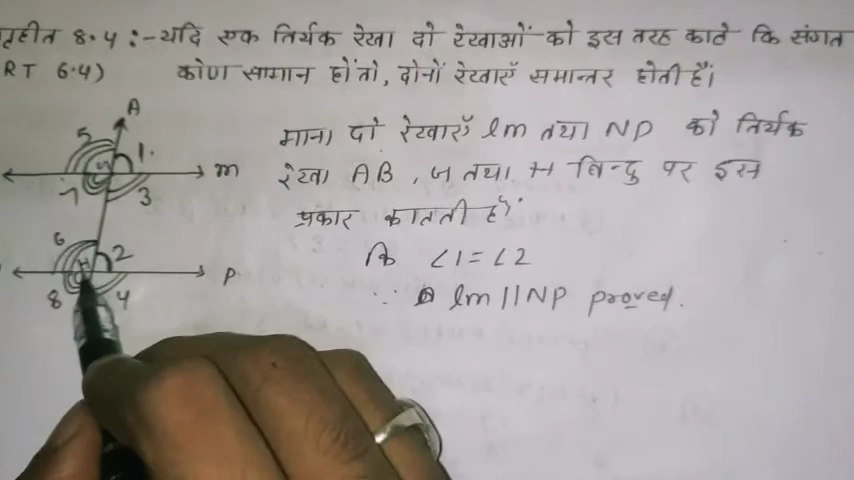 गृहीत 8.4 :- यदि एक तिर्यक रेखा दो रेखाओं को इस तरह काटे कि संगत
RT 6.4) कोण सामान हों तो, दोनों रेखाएँ समान्तर होती हैं।
माना दो रेखाएँ lm तथा NP को तिर्यक
रेखा AB, G तथा H बिन्दु पर इस
प्रकार काटती है?
कि ∠1 = ∠2
∴ lm || NP proved.
A
5 1.
G m
7 3
6 2
H P
8 4